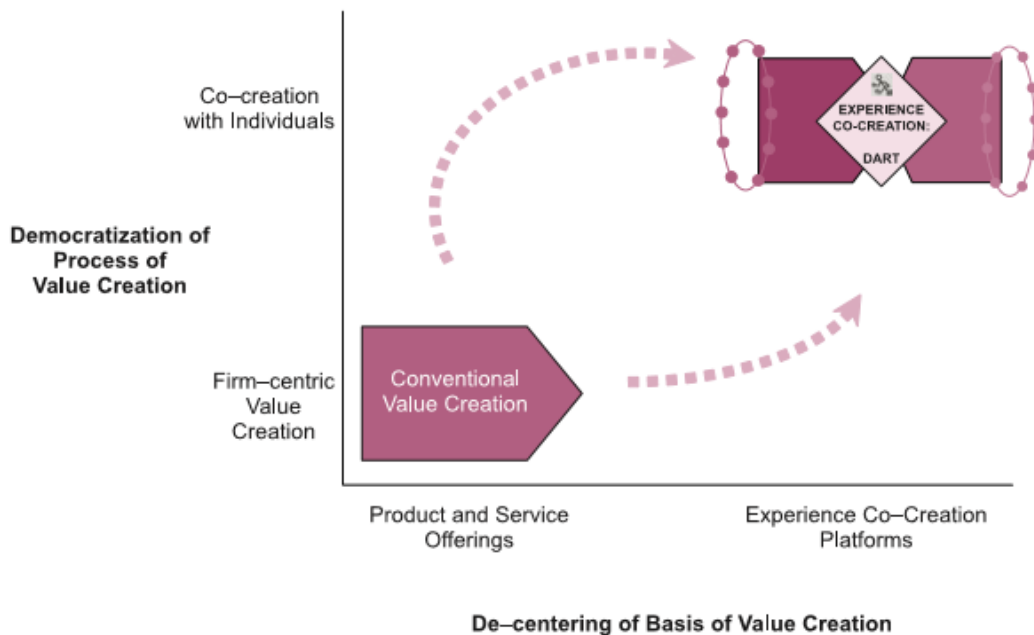 Co–creation
with Individuals
EXPERIENCE
CO-CREATION:
DART
Democratization of
Process of
Value Creation
Firm–centric
Value
Creation
Conventional
Value Creation
Product and Service
Offerings
Experience Co–Creation
Platforms
De–centering of Basis of Value Creation